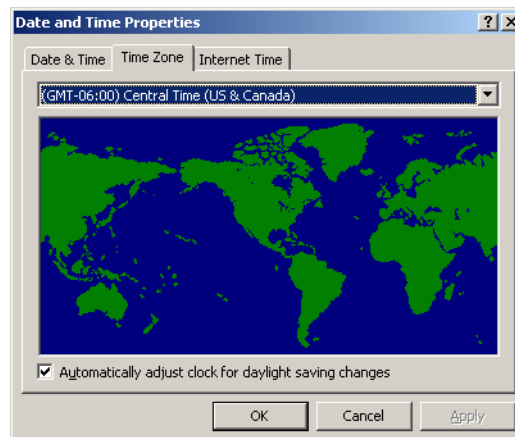 Date and Time Properties
Date & Time Time Zone Internet Time
(GMT-06:00) Central Time (US & Canada)
Automatically adjust clock for daylight saving changes
OK Cancel Apply